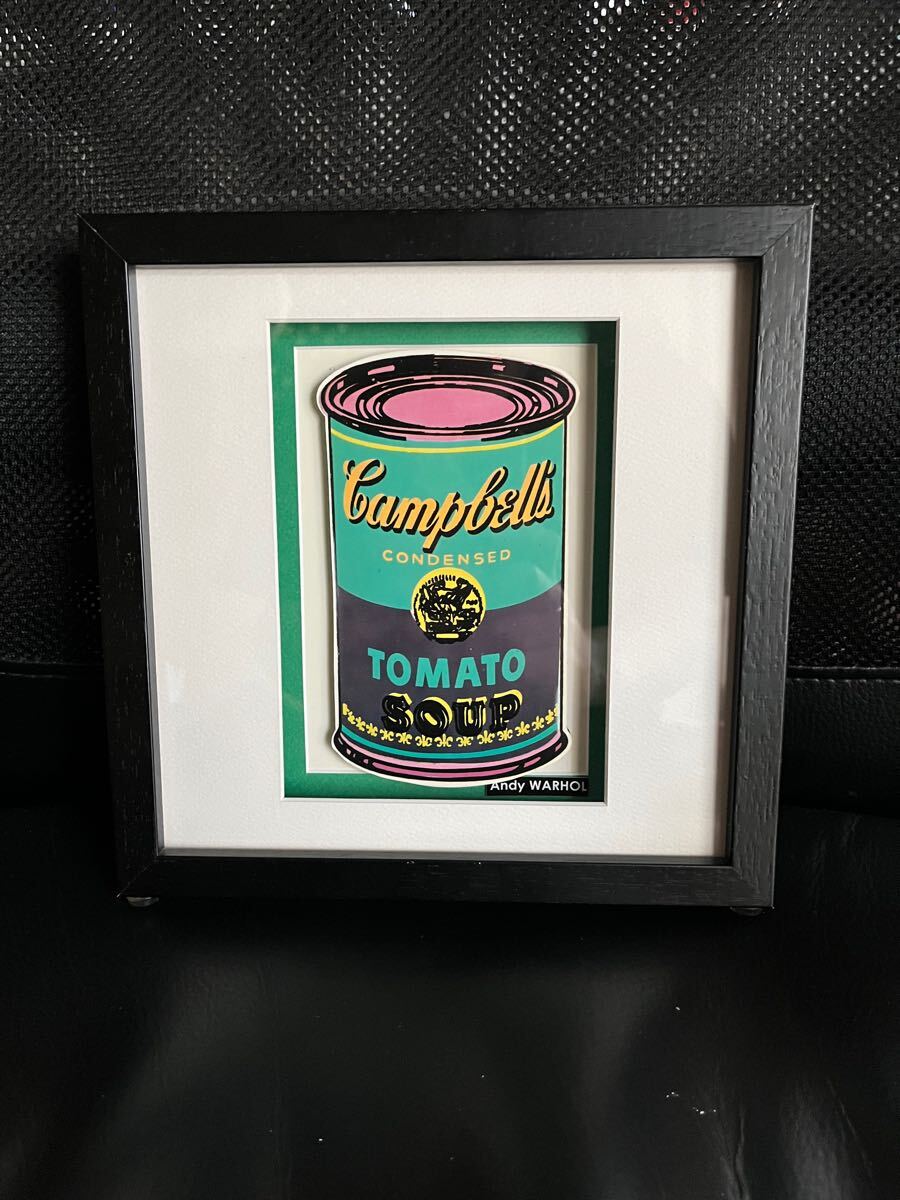 Campbell's
CONDENSED
TOMATO
SOUP
Andy WARHOL